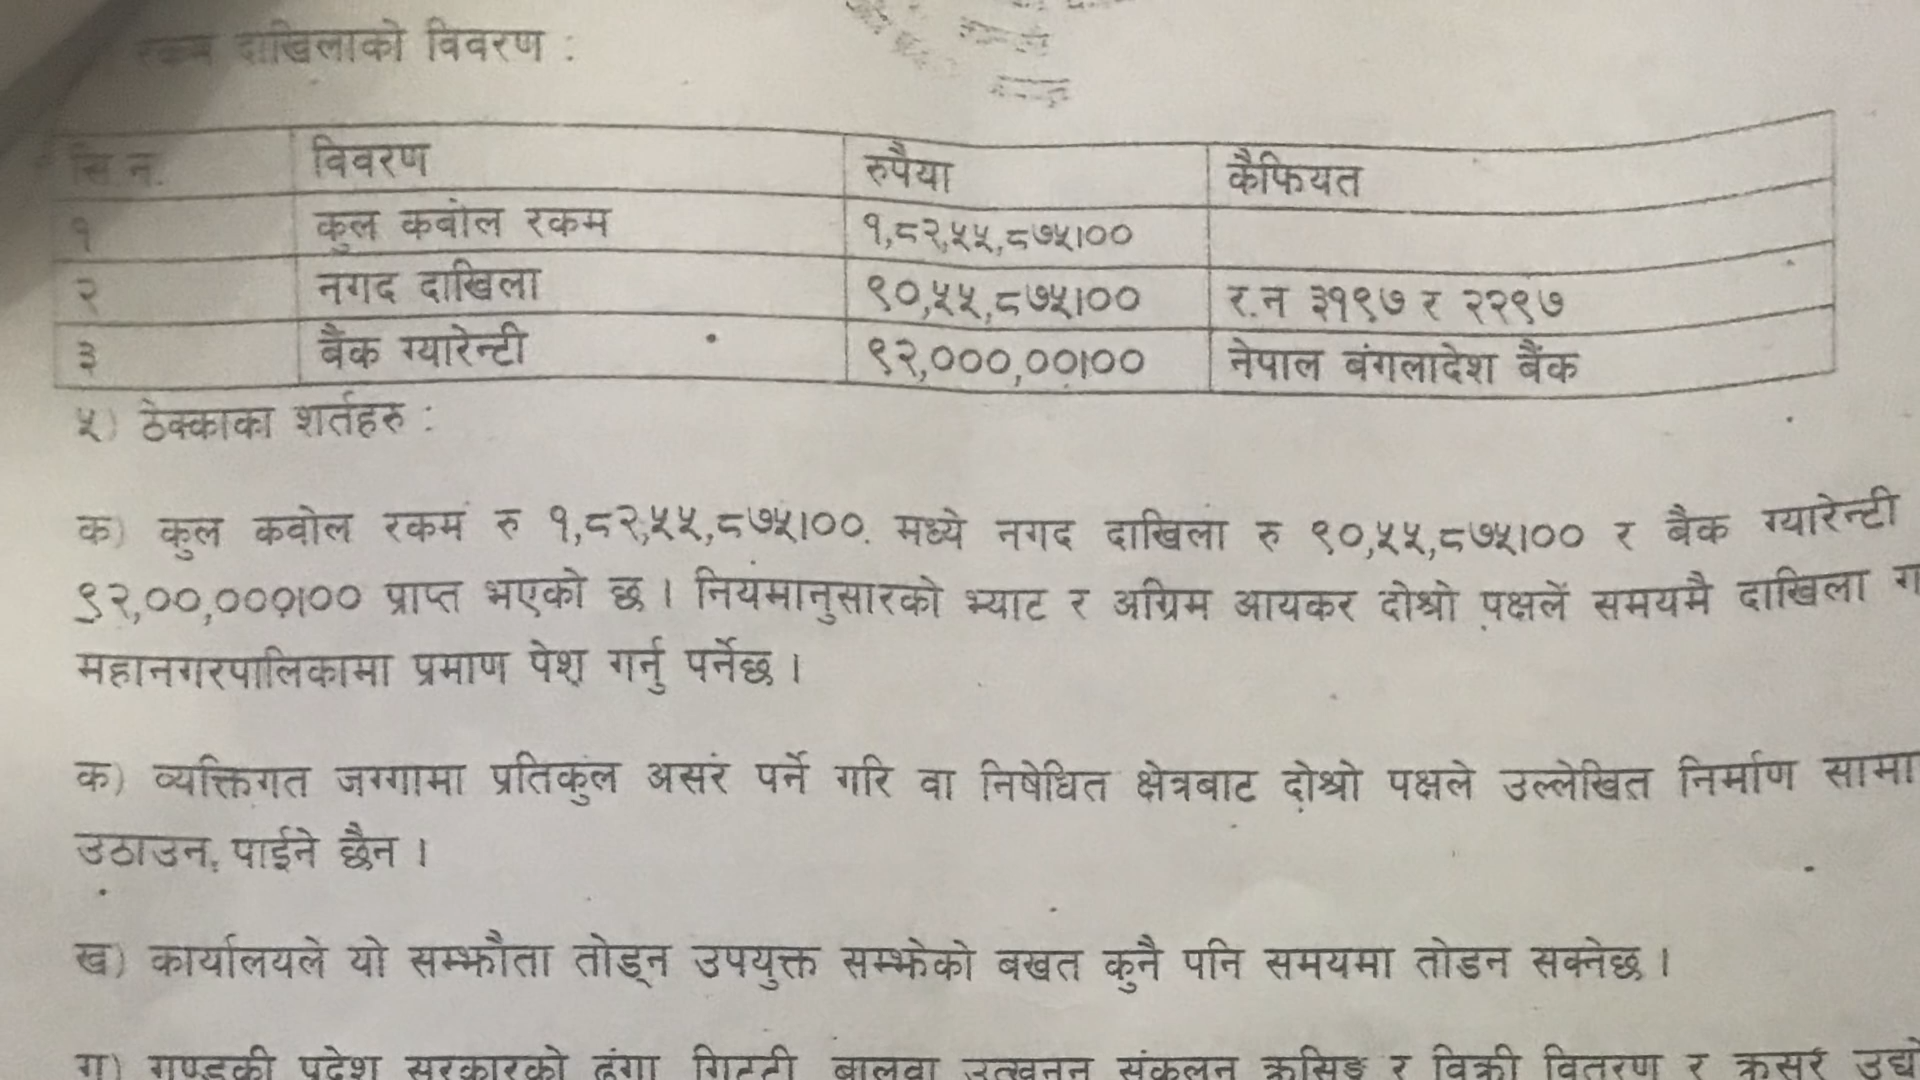 रकम दाखिलाको विवरण :
सि.न. विवरण रुपैया कैफियत
१ कुल कवोल रकम १,८२,५५,८७५।००
२ नगद दाखिला ९०,५५,८७५।०० र.न ३१९७ र २२९७
३ बैंक ग्यारेन्टी ९२,०००,००।०० नेपाल बंगलादेश बैंक
५) ठेक्काका शर्तहरु :
क) कुल कवोल रकम रु १,८२,५५,८७५।००. मध्ये नगद दाखिला रु ९०,५५,८७५।०० र बैक ग्यारेन्टी
९२,००,०००।०० प्राप्त भएको छ । नियमानुसारको भ्याट र अग्रिम आयकर दोश्रो पक्षले समयमै दाखिला ग
महानगरपालिकामा प्रमाण पेश गर्नु पर्नेछ ।
क) व्यक्तिगत जग्गामा प्रतिकुल असर पर्ने गरि वा निषेधित क्षेत्रबाट दोश्रो पक्षले उल्लेखित निर्माण सामा
उठाउन पाईने छैन ।
ख) कार्यालयले यो सम्झौता तोड्न उपयुक्त सम्झेको बखत कुनै पनि समयमा तोडन सक्नेछ ।
ग) गण्डकी प्रदेश सरकारको ढुंगा गिट्टी बालुवा उत्खनन संकलन क्रसिङ र विक्री वितरण र क्रसर उद्यो